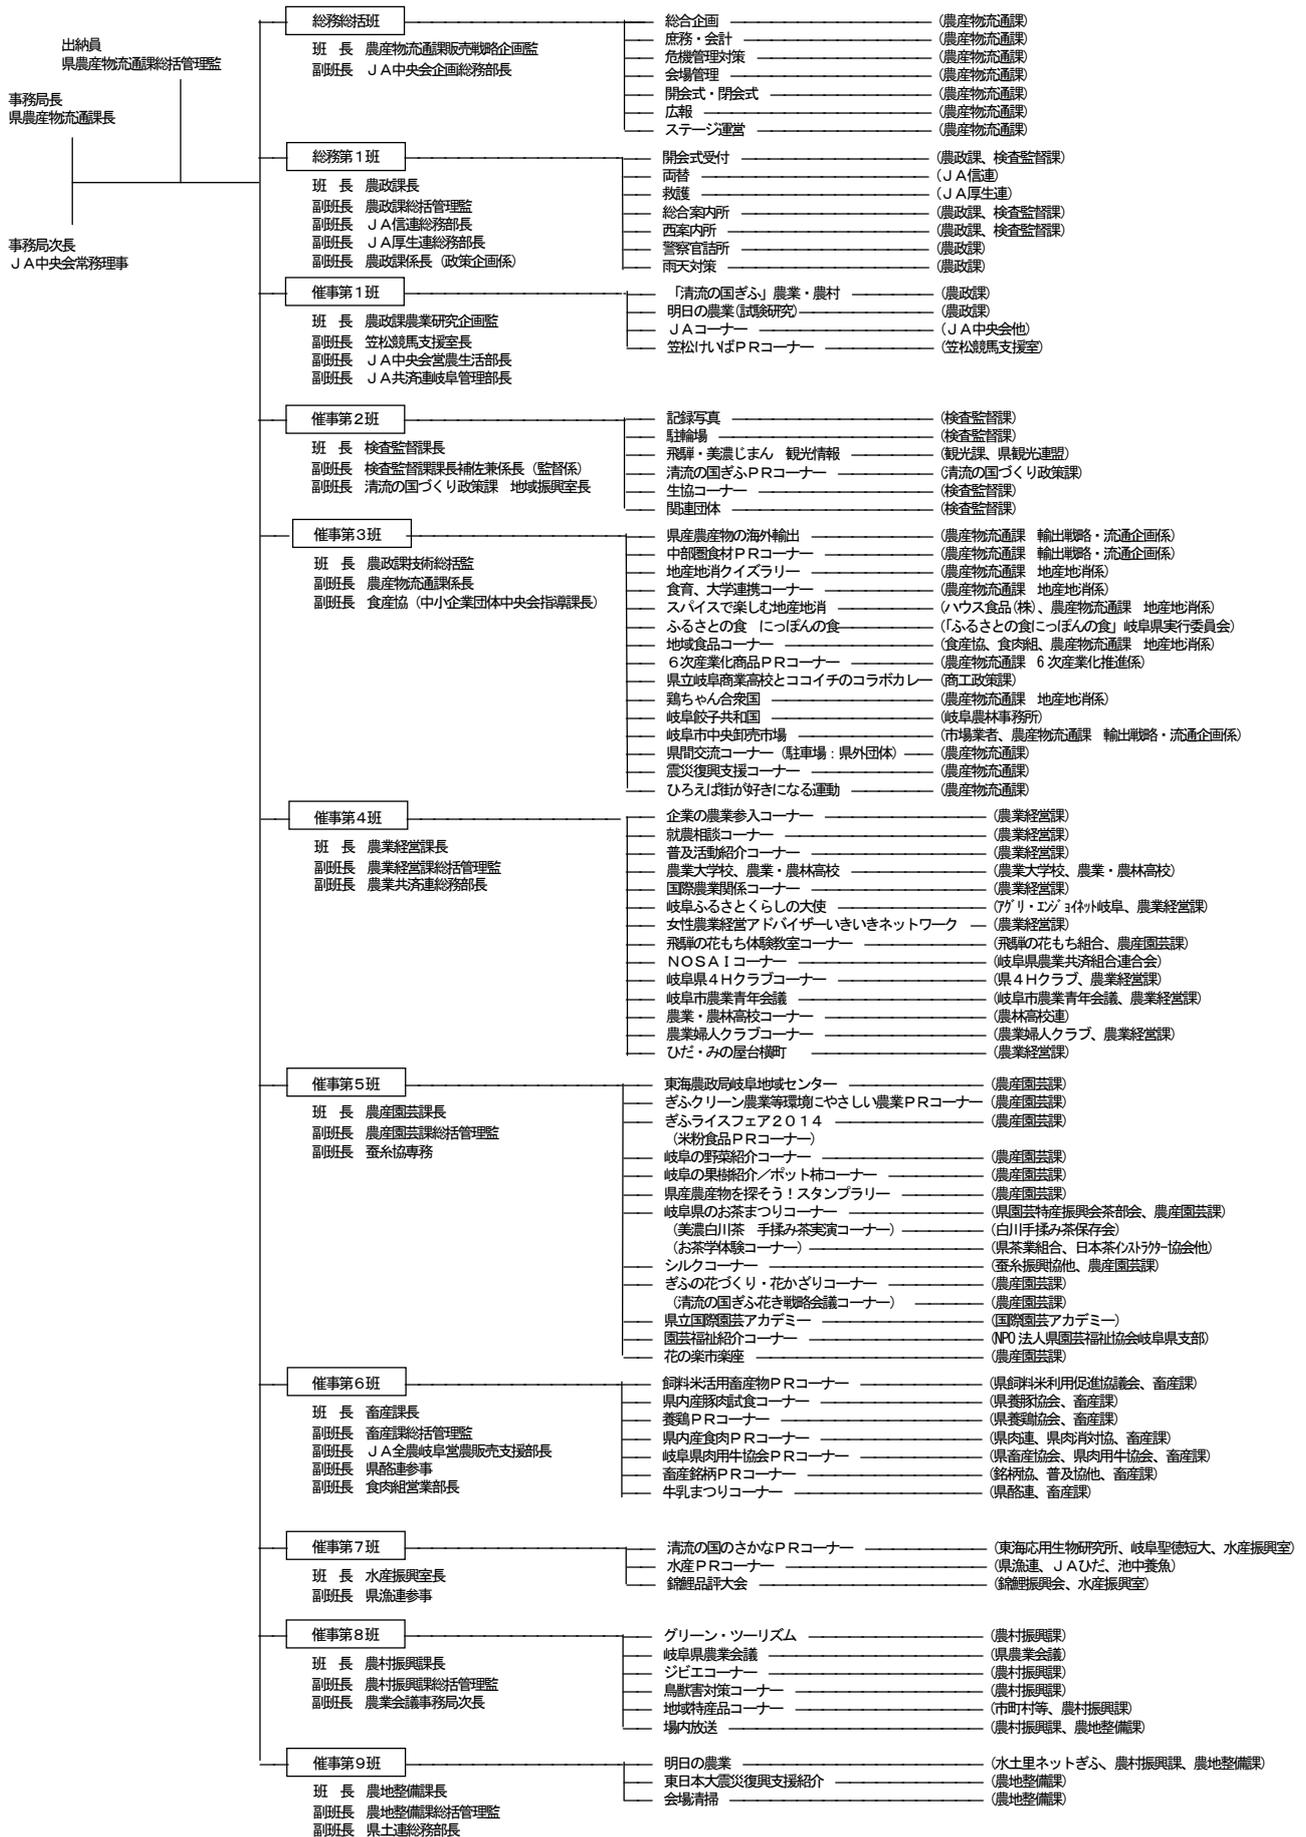 出納員
県農産物流通課総括管理監
事務局長
県農産物流通課長
事務局次長
ＪＡ中央会常務理事
総務総括班
班　長　農産物流通課販売戦略企画監
副班長　ＪＡ中央会企画総務部長
総合企画　(農産物流通課)
庶務・会計　(農産物流通課)
危機管理対策　(農産物流通課)
会場管理　(農産物流通課)
開会式・閉会式　(農産物流通課)
広報　(農産物流通課)
ステージ運営　(農産物流通課)
総務第１班
班　長　農政課長
副班長　農政課総括管理監
副班長　ＪＡ信連総務部長
副班長　ＪＡ厚生連総務部長
副班長　農政課係長（政策企画係）
開会式受付　(農政課、検査監督課)
両替　(ＪＡ信連)
救護　(ＪＡ厚生連)
総合案内所　(農政課、検査監督課)
西案内所　(農政課、検査監督課)
警察官詰所　(農政課)
雨天対策　(農政課)
催事第１班
班　長　農政課農業研究企画監
副班長　笠松競馬支援室長
副班長　ＪＡ中央会営農生活部長
副班長　ＪＡ共済連岐阜管理部長
「清流の国ぎふ」農業・農村　(農政課)
明日の農業(試験研究)　(農政課)
ＪＡコーナー　(ＪＡ中央会他)
笠松けいばＰＲコーナー　(笠松競馬支援室)
催事第２班
班　長　検査監督課長
副班長　検査監督課課長補佐兼係長（監督係）
副班長　清流の国づくり政策課　地域振興室長
記録写真　(検査監督課)
駐輪場　(検査監督課)
飛騨・美濃じまん　観光情報　(観光課、県観光連盟)
清流の国ぎふＰＲコーナー　(清流の国づくり政策課)
生協コーナー　(検査監督課)
関連団体　(検査監督課)
催事第３班
班　長　農政課技術総括監
副班長　農産物流通課係長
副班長　食産協（中小企業団体中央会指導課長）
県産農産物の海外輸出　(農産物流通課　輸出戦略・流通企画係)
中部圏食材ＰＲコーナー　(農産物流通課　輸出戦略・流通企画係)
地産地消クイズラリー　(農産物流通課　地産地消係)
食育、大学連携コーナー　(農産物流通課　地産地消係)
スパイスで楽しむ地産地消　(ハウス食品(株)、農産物流通課　地産地消係)
ふるさとの食　にっぽんの食　(「ふるさとの食にっぽんの食」岐阜県実行委員会)
地域食品コーナー　(食産協、食肉組、農産物流通課　地産地消係)
６次産業化商品ＰＲコーナー　(農産物流通課　６次産業化推進係)
県立岐阜商業高校とココイチのコラボカレー　(商工政策課)
鶏ちゃん合衆国　(農産物流通課　地産地消係)
岐阜餃子共和国　(岐阜農林事務所)
岐阜市中央卸売市場　(市場業者、農産物流通課　輸出戦略・流通企画係)
県間交流コーナー（駐車場：県外団体）　(農産物流通課)
震災復興支援コーナー　(農産物流通課)
ひろえば街が好きになる運動　(農産物流通課)
催事第４班
班　長　農業経営課長
副班長　農業経営課総括管理監
副班長　農業共済連総務部長
企業の農業参入コーナー　(農業経営課)
就農相談コーナー　(農業経営課)
普及活動紹介コーナー　(農業経営課)
農業大学校、農業・農林高校　(農業大学校、農業・農林高校)
国際農業関係コーナー　(農業経営課)
岐阜ふるさとくらしの大使　(ｱｸﾞﾘ・ｴﾝｼﾞｮｲﾈｯﾄ岐阜、農業経営課)
女性農業経営アドバイザーいきいきネットワーク　(農業経営課)
飛騨の花もち体験教室コーナー　(飛騨の花もち組合、農産園芸課)
ＮＯＳＡＩコーナー　(岐阜県農業共済組合連合会)
岐阜県４Ｈクラブコーナー　(県４Ｈクラブ、農業経営課)
岐阜市農業青年会議　(岐阜市農業青年会議、農業経営課)
農業・農林高校コーナー　(農林高校連)
農業婦人クラブコーナー　(農業婦人クラブ、農業経営課)
ひだ・みの屋台横町　(農業経営課)
催事第５班
班　長　農産園芸課長
副班長　農産園芸課総括管理監
副班長　蚕糸協専務
東海農政局岐阜地域センター　(農産園芸課)
ぎふクリーン農業等環境にやさしい農業ＰＲコーナー　(農産園芸課)
ぎふライスフェア２０１４　(農産園芸課)
（米粉食品ＰＲコーナー）
岐阜の野菜紹介コーナー　(農産園芸課)
岐阜の果樹紹介／ポット柿コーナー　(農産園芸課)
県産農産物を探そう！スタンプラリー　(農産園芸課)
岐阜県のお茶まつりコーナー　(県園芸特産振興会茶部会、農産園芸課)
（美濃白川茶　手揉み茶実演コーナー）　(白川手揉み茶保存会)
（お茶学体験コーナー）　(県茶業組合、日本茶ｲﾝｽﾄﾗｸﾀｰ協会他)
シルクコーナー　(蚕糸振興協他、農産園芸課)
ぎふの花づくり・花かざりコーナー　(農産園芸課)
（清流の国ぎふ花き戦略会議コーナー）　(農産園芸課)
県立国際園芸アカデミー　(国際園芸アカデミー)
園芸福祉紹介コーナー　(NPO法人県園芸福祉協会岐阜県支部)
花の楽市楽座　(農産園芸課)
催事第６班
班　長　畜産課長
副班長　畜産課総括管理監
副班長　ＪＡ全農岐阜営農販売支援部長
副班長　県酪連参事
副班長　食肉組営業部長
飼料米活用畜産物ＰＲコーナー　(県飼料米利用促進協議会、畜産課)
県内産豚肉試食コーナー　(県養豚協会、畜産課)
養鶏ＰＲコーナー　(県養鶏協会、畜産課)
県内産食肉ＰＲコーナー　(県肉連、県肉消対協、畜産課)
岐阜県肉用牛協会ＰＲコーナー　(県畜産協会、県肉用牛協会、畜産課)
畜産銘柄ＰＲコーナー　(銘柄協、普及協他、畜産課)
牛乳まつりコーナー　(県酪連、畜産課)
催事第７班
班　長　水産振興室長
副班長　県漁連参事
清流の国のさかなＰＲコーナー　(東海応用生物研究所、岐阜聖徳短大、水産振興室)
水産ＰＲコーナー　(県漁連、ＪＡひだ、池中養魚)
錦鯉品評大会　(錦鯉振興会、水産振興室)
催事第８班
班　長　農村振興課長
副班長　農村振興課総括管理監
副班長　農業会議事務局次長
グリーン・ツーリズム　(農村振興課)
岐阜県農業会議　(県農業会議)
ジビエコーナー　(農村振興課)
鳥獣害対策コーナー　(農村振興課)
地域特産品コーナー　(市町村等、農村振興課)
場内放送　(農村振興課、農地整備課)
催事第９班
班　長　農地整備課長
副班長　農地整備課総括管理監
副班長　県土連総務部長
明日の農業　(水土里ネットぎふ、農村振興課、農地整備課)
東日本大震災復興支援紹介　(農地整備課)
会場清掃　(農地整備課)